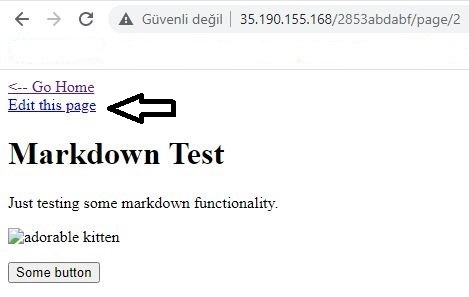 Güvenli değil
35.190.155.168/2853abdabf/page/2
<-- Go Home
Edit this page
Markdown Test
Just testing some markdown functionality.
adorable kitten
Some button